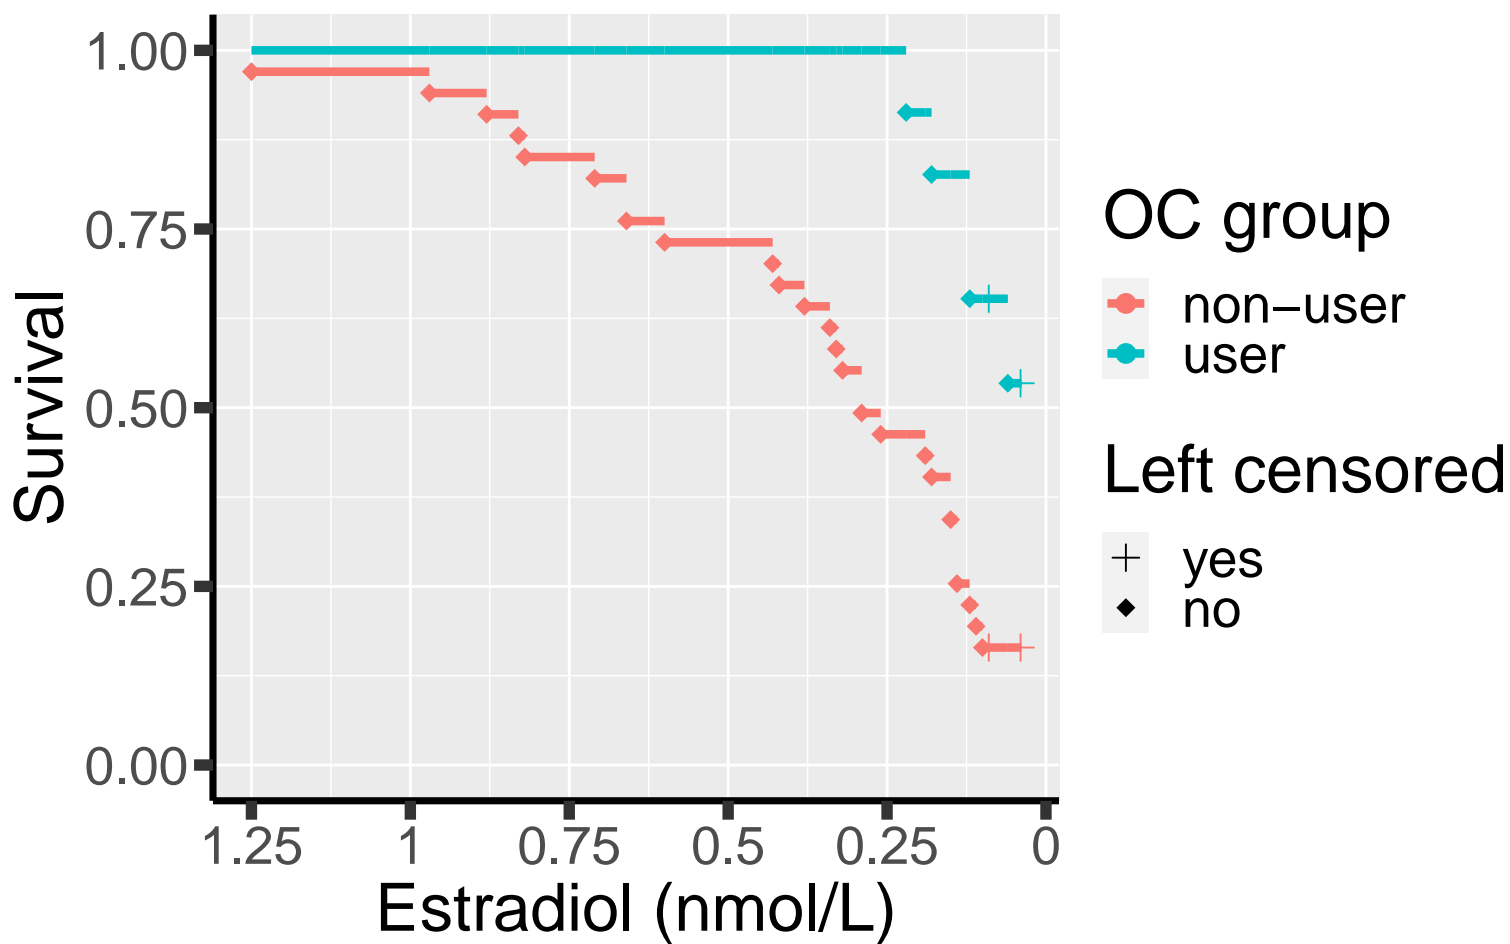 1.00
0.75
0.50
0.25
0.00
Survival
1.25 1 0.75 0.5 0.25 0
Estradiol (nmol/L)
OC group
non−user
user
Left censored
yes
no